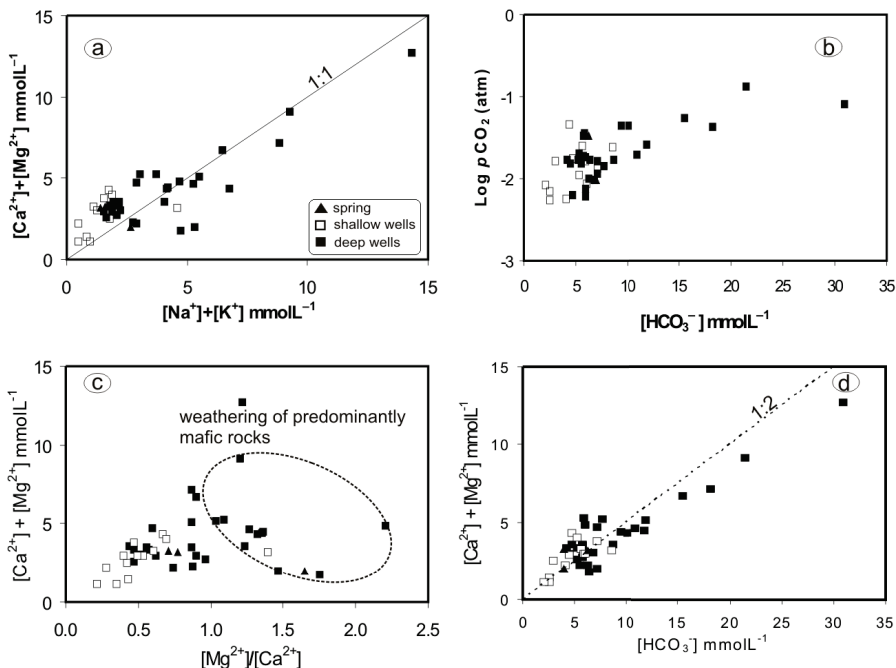 a
15
10
5
0
0
5
10
15
[Ca²⁺]+[Mg²⁺] mmolL⁻¹
[Na⁺]+[K⁺] mmolL⁻¹
1:1
spring
shallow wells
deep wells
b
-0
-1
-2
-3
0
5
10
15
20
25
30
35
Log pCO₂ (atm)
[HCO₃⁻] mmolL⁻¹
c
15
10
5
0
0.0
0.5
1.0
1.5
2.0
2.5
[Ca²⁺] + [Mg²⁺] mmolL⁻¹
[Mg²⁺]/[Ca²⁺]
weathering of predominantly
mafic rocks
d
15
10
5
0
0
5
10
15
20
25
30
35
[Ca²⁺] + [Mg²⁺] mmolL⁻¹
[HCO₃⁻] mmolL⁻¹
1:2